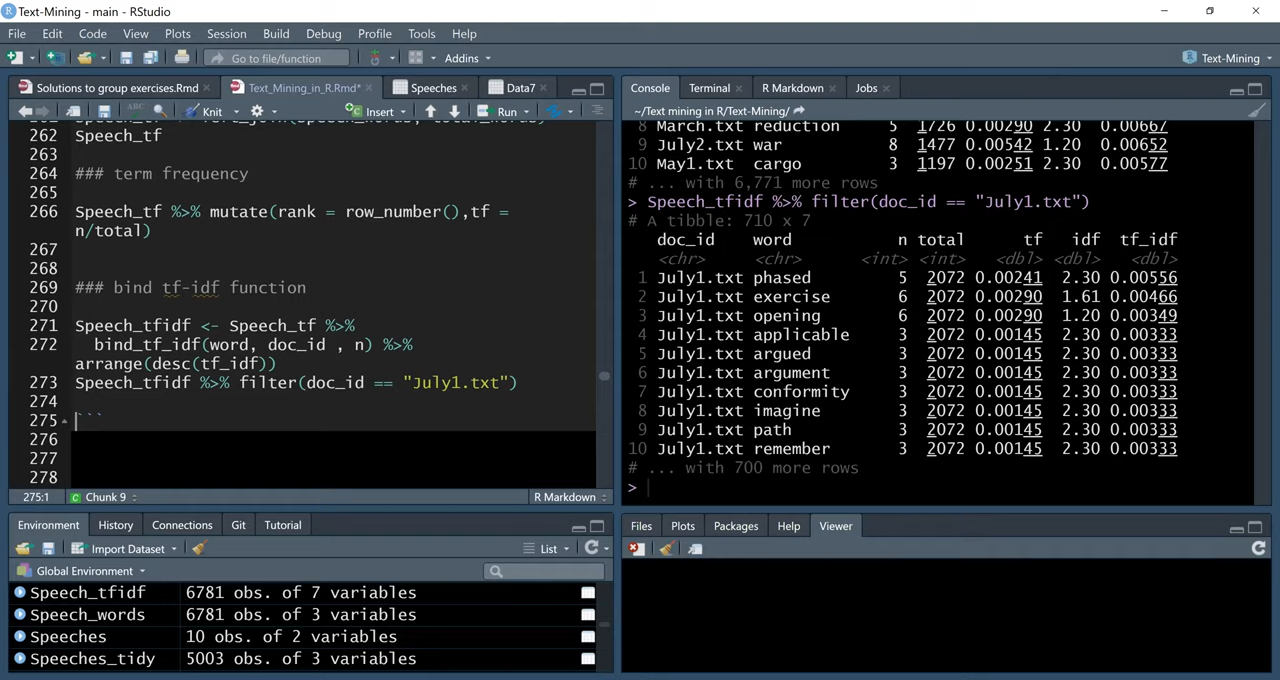 Text-Mining - main - RStudio
File Edit Code View Plots Session Build Debug Profile Tools Help
Go to file/function Addins Text-Mining
Solutions to group exercises.Rmd Text_Mining_in_R.Rmd* Speeches Data7
Knit Insert Run
262 Speech_tf
263
264 ### term frequency
265
266 Speech_tf %>% mutate(rank = row_number(),tf =
n/total)
267
268
269 ### bind tf-idf function
270
271 Speech_tfidf <- Speech_tf %>%
272 bind_tf_idf(word, doc_id , n) %>%
arrange(desc(tf_idf))
273 Speech_tfidf %>% filter(doc_id == "July1.txt")
274
275 ```
276
277
278
275:1 Chunk 9 R Markdown
Console Terminal R Markdown Jobs
~/Text mining in R/Text-Mining/
8 March.txt reduction 5 1726 0.00290 2.30 0.00667
9 July2.txt war 8 1477 0.00542 1.20 0.00652
10 May1.txt cargo 3 1197 0.00251 2.30 0.00577
# ... with 6,771 more rows
> Speech_tfidf %>% filter(doc_id == "July1.txt")
# A tibble: 710 x 7
doc_id word n total tf idf tf_idf
<chr> <chr> <int> <int> <dbl> <dbl> <dbl>
1 July1.txt phased 5 2072 0.00241 2.30 0.00556
2 July1.txt exercise 6 2072 0.00290 1.61 0.00466
3 July1.txt opening 6 2072 0.00290 1.20 0.00349
4 July1.txt applicable 3 2072 0.00145 2.30 0.00333
5 July1.txt argued 3 2072 0.00145 2.30 0.00333
6 July1.txt argument 3 2072 0.00145 2.30 0.00333
7 July1.txt conformity 3 2072 0.00145 2.30 0.00333
8 July1.txt imagine 3 2072 0.00145 2.30 0.00333
9 July1.txt path 3 2072 0.00145 2.30 0.00333
10 July1.txt remember 3 2072 0.00145 2.30 0.00333
# ... with 700 more rows
>
Environment History Connections Git Tutorial
Import Dataset List
Global Environment
Speech_tfidf 6781 obs. of 7 variables
Speech_words 6781 obs. of 3 variables
Speeches 10 obs. of 2 variables
Speeches_tidy 5003 obs. of 3 variables
Files Plots Packages Help Viewer